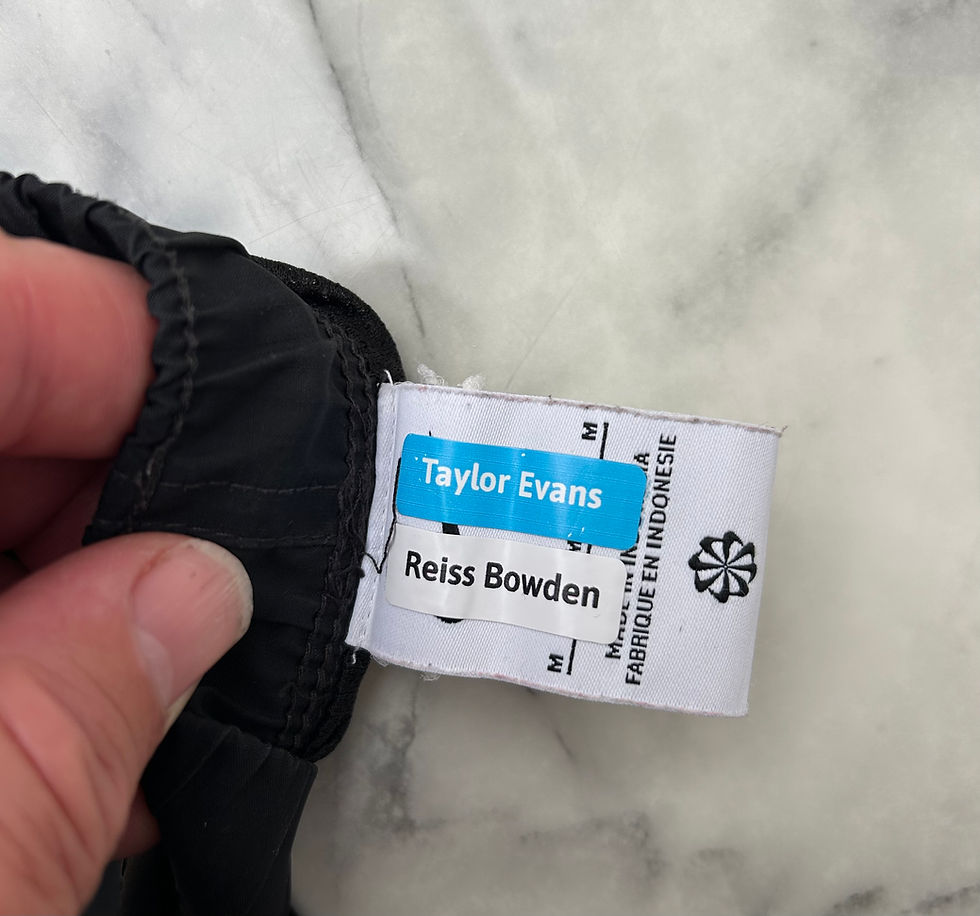 Taylor Evans
Reiss Bowden
M
M
M
FABRIQUE EN INDONESIE